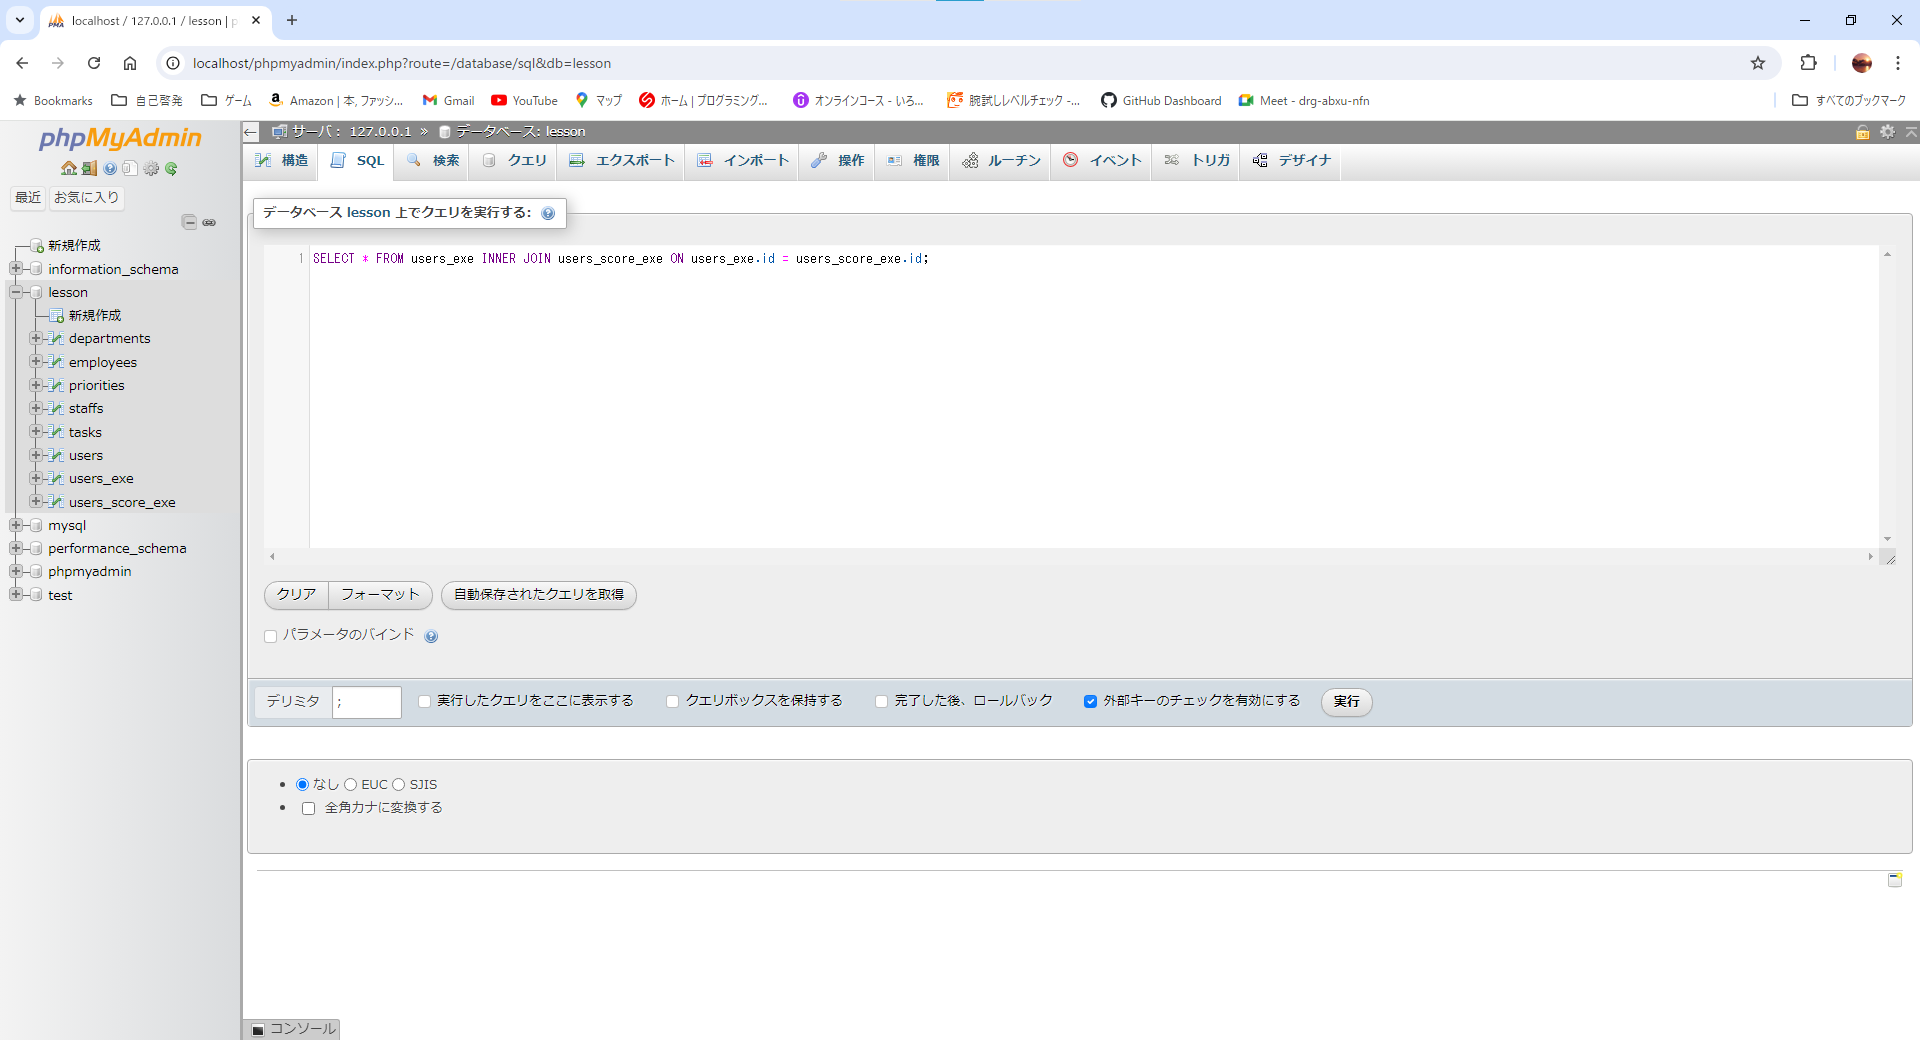 localhost / 127.0.0.1 / lesson | p
localhost/phpmyadmin/index.php?route=/database/sql&db=lesson
Bookmarks 自己啓発 ゲーム Amazon | 本, ファッシ... Gmail YouTube マップ ホーム | プログラミング... オンラインコース - いろ... 腕試しレベルチェック -... GitHub Dashboard Meet - drg-abxu-nfn すべてのブックマーク
phpMyAdmin
最近 お気に入り
新規作成
information_schema
lesson
新規作成
departments
employees
priorities
staffs
tasks
users
users_exe
users_score_exe
mysql
performance_schema
phpmyadmin
test
サーバ: 127.0.0.1 » データベース: lesson
構造 SQL 検索 クエリ エクスポート インポート 操作 権限 ルーチン イベント トリガ デザイナ
データベース lesson 上でクエリを実行する:
1 SELECT * FROM users_exe INNER JOIN users_score_exe ON users_exe.id = users_score_exe.id;
クリア フォーマット 自動保存されたクエリを取得
パラメータのバインド
デリミタ ; 実行したクエリをここに表示する クエリボックスを保持する 完了した後、ロールバック 外部キーのチェックを有効にする 実行
なし EUC SJIS
全角カナに変換する
コンソール